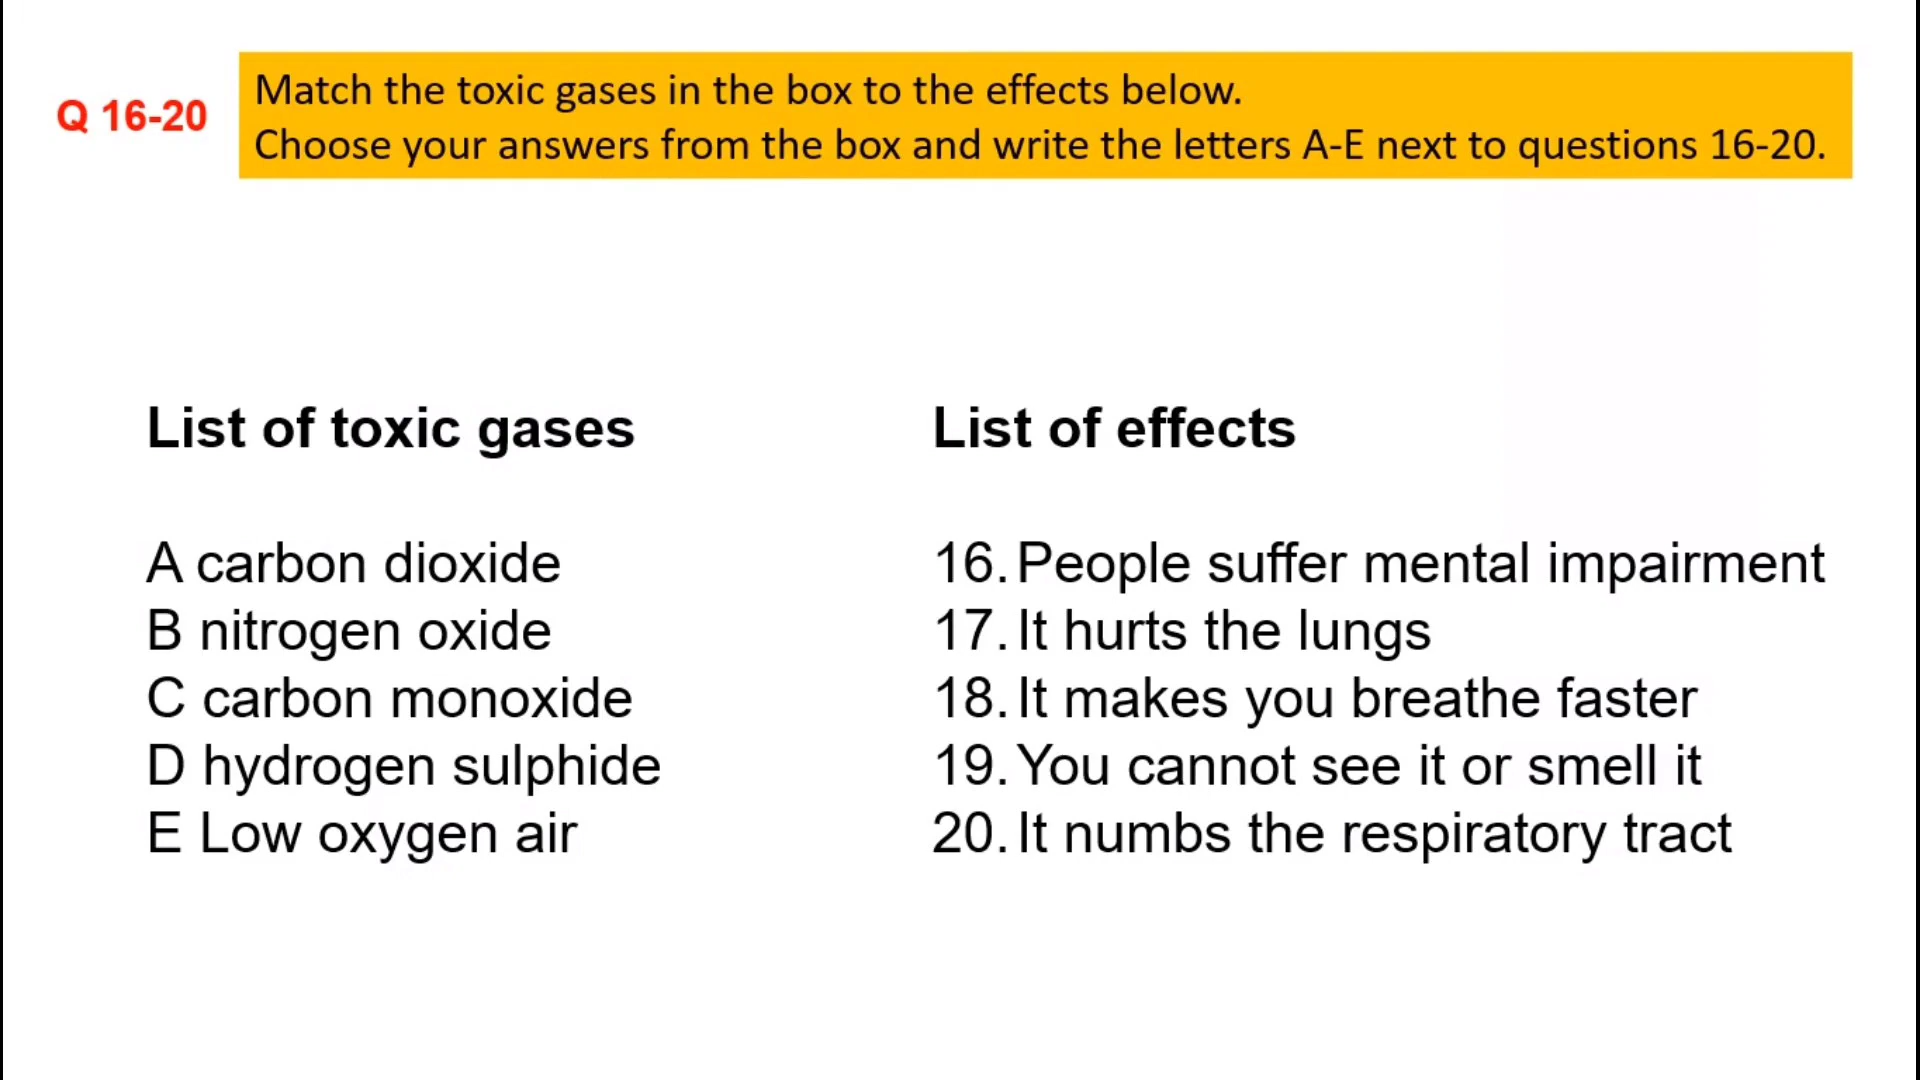 Q 16-20
Match the toxic gases in the box to the effects below.
Choose your answers from the box and write the letters A-E next to questions 16-20.
List of toxic gases
A carbon dioxide
B nitrogen oxide
C carbon monoxide
D hydrogen sulphide
E Low oxygen air
List of effects
16. People suffer mental impairment
17. It hurts the lungs
18. It makes you breathe faster
19. You cannot see it or smell it
20. It numbs the respiratory tract